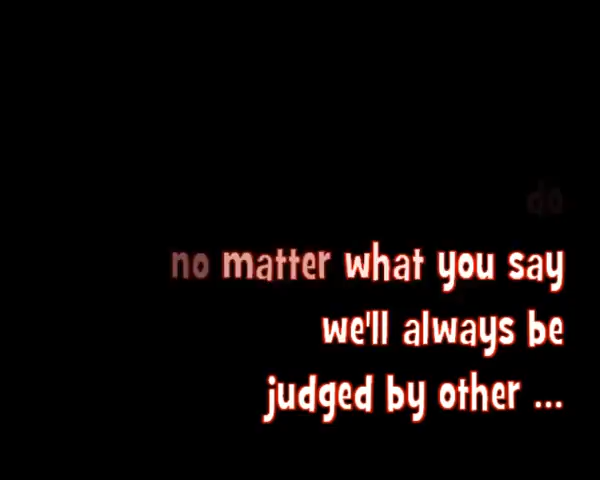 do
no matter what you say
we'll always be
judged by other ...